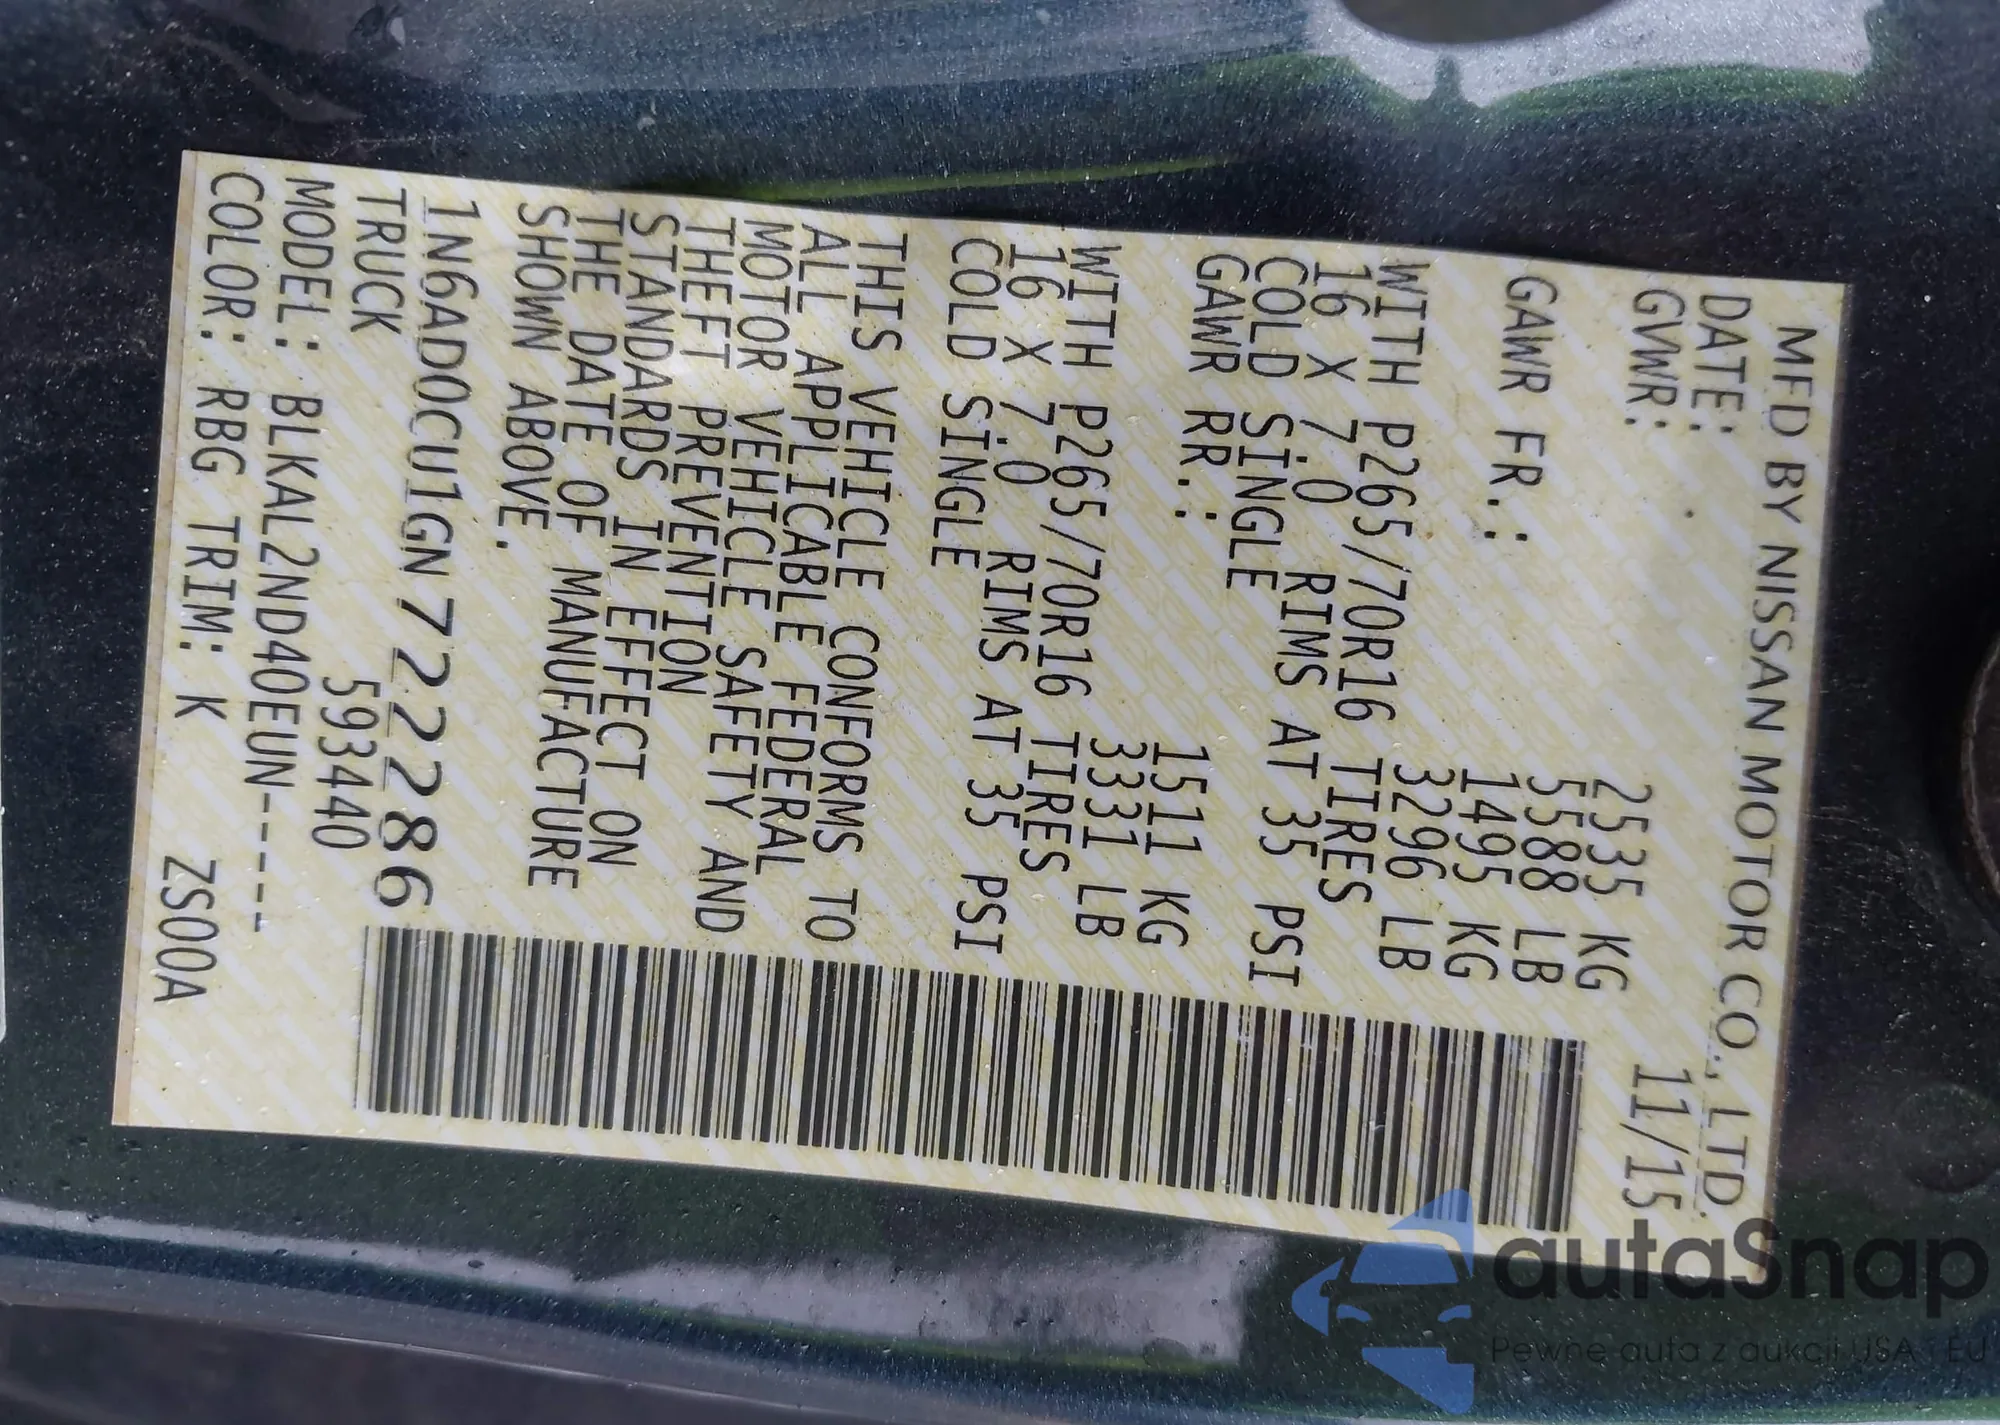 MFD BY NISSAN MOTOR CO., LTD.
DATE: 11/15
GVWR: 2535 KG
5588 LB
GAWR FR.: 1495 KG
3296 LB
WITH P265/70R16 TIRES
16 X 7.0 RIMS AT 35 PSI
COLD SINGLE
GAWR RR.: 1511 KG
3331 LB
WITH P265/70R16 TIRES
16 X 7.0 RIMS AT 35 PSI
COLD SINGLE
THIS VEHICLE CONFORMS TO
ALL APPLICABLE FEDERAL
MOTOR VEHICLE SAFETY AND
THEFT PREVENTION
STANDARDS IN EFFECT ON
THE DATE OF MANUFACTURE
SHOWN ABOVE.
1N6AD0CU1GN722286
TRUCK 593440
MODEL: BLKAL2ND40EUN-----
COLOR: RBG TRIM: K ZS00A
autaSnap
Pewne auta z aukcji USA i EU